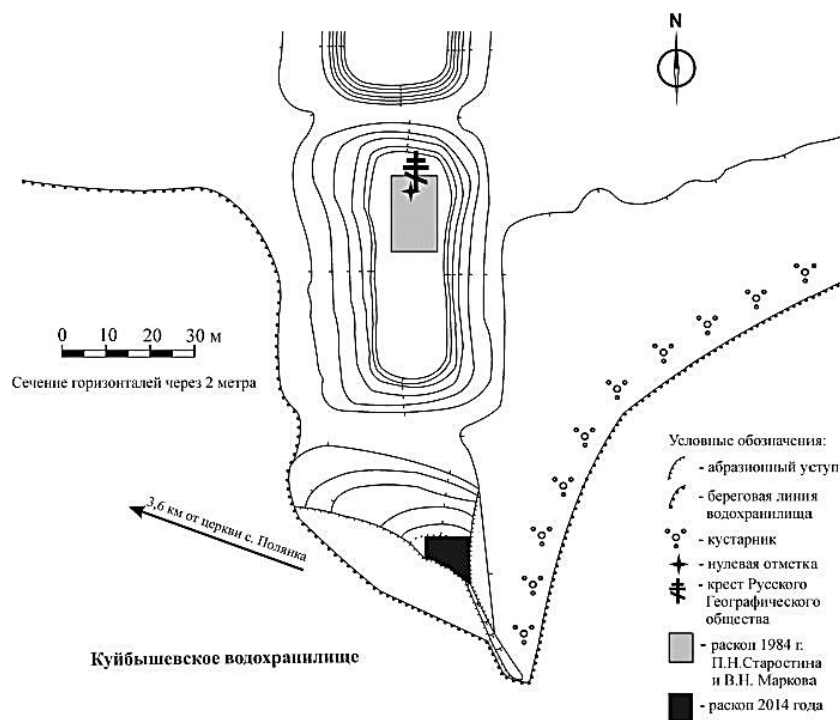 N
0 10 20 30 м
Сечение горизонталей через 2 метра
3,6 км от церкви с. Полянка
Куйбышевское водохранилище
Условные обозначения:
- абразионный уступ
- береговая линия
водохранилища
- кустарник
- нулевая отметка
- крест Русского
Географического
общества
- раскоп 1984 г.
П.Н.Старостина
и В.Н. Маркова
- раскоп 2014 года